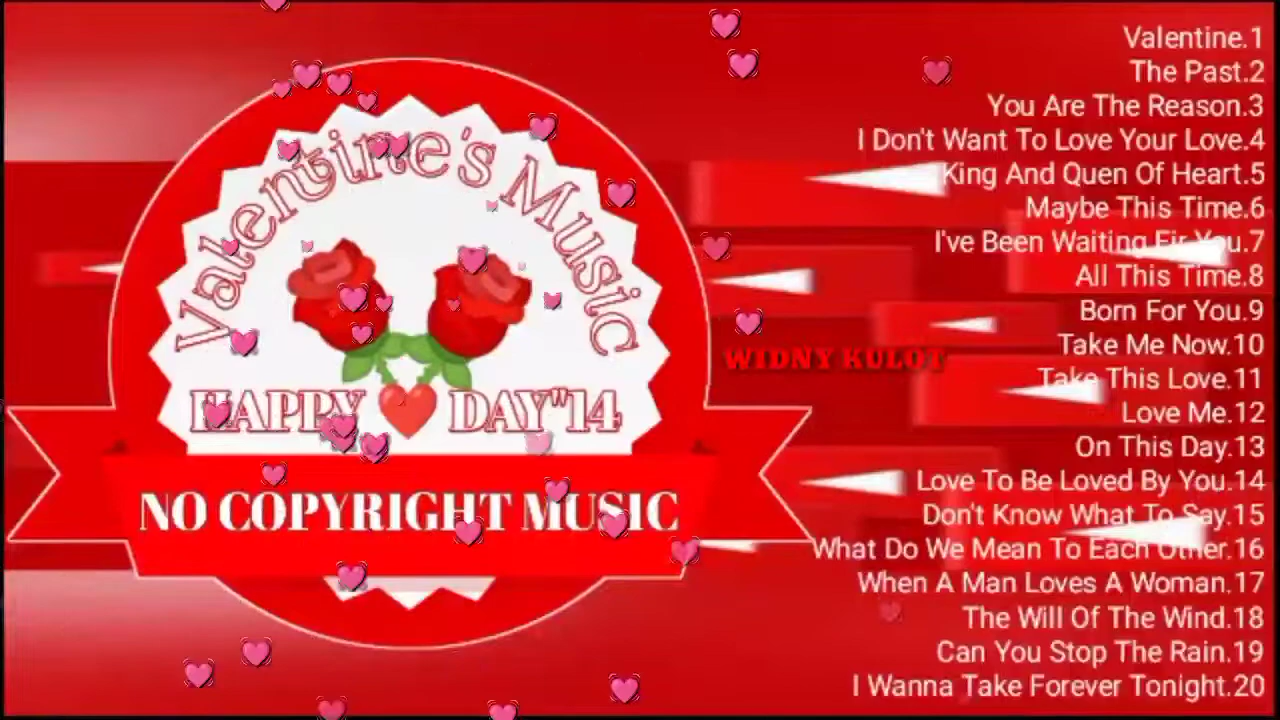 Valentine's Music
HAPPY DAY"14
NO COPYRIGHT MUSIC
WIDNY KULOT
Valentine.1
The Past.2
You Are The Reason.3
I Don't Want To Love Your Love.4
King And Quen Of Heart.5
Maybe This Time.6
I've Been Waiting Fir You.7
All This Time.8
Born For You.9
Take Me Now.10
Take This Love.11
Love Me.12
On This Day.13
Love To Be Loved By You.14
Don't Know What To Say.15
What Do We Mean To Each Other.16
When A Man Loves A Woman.17
The Will Of The Wind.18
Can You Stop The Rain.19
I Wanna Take Forever Tonight.20